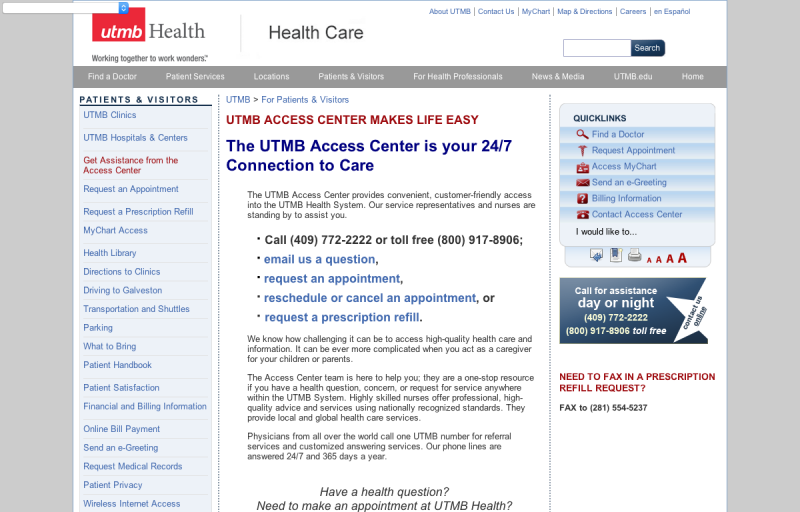 About UTMB | Contact Us | MyChart | Map & Directions | Careers | en Español
utmb Health
Working together to work wonders.™
Health Care
Search
Find a Doctor
Patient Services
Locations
Patients & Visitors
For Health Professionals
News & Media
UTMB.edu
Home
PATIENTS & VISITORS
UTMB Clinics
UTMB Hospitals & Centers
Get Assistance from the
Access Center
Request an Appointment
Request a Prescription Refill
MyChart Access
Health Library
Directions to Clinics
Driving to Galveston
Transportation and Shuttles
Parking
What to Bring
Patient Handbook
Patient Satisfaction
Financial and Billing Information
Online Bill Payment
Send an e-Greeting
Request Medical Records
Patient Privacy
Wireless Internet Access
UTMB > For Patients & Visitors
UTMB ACCESS CENTER MAKES LIFE EASY
The UTMB Access Center is your 24/7
Connection to Care
The UTMB Access Center provides convenient, customer-friendly access
into the UTMB Health System. Our service representatives and nurses are
standing by to assist you.
· Call (409) 772-2222 or toll free (800) 917-8906;
· email us a question,
· request an appointment,
· reschedule or cancel an appointment, or
· request a prescription refill.
We know how challenging it can be to access high-quality health care and
information. It can be ever more complicated when you act as a caregiver
for your children or parents.
The Access Center team is here to help you; they are a one-stop resource
if you have a health question, concern, or request for service anywhere
within the UTMB System. Highly skilled nurses offer professional, high-
quality advice and services using nationally recognized standards. They
provide local and global health care services.
Physicians from all over the world call one UTMB number for referral
services and customized answering services. Our phone lines are
answered 24/7 and 365 days a year.
Have a health question?
Need to make an appointment at UTMB Health?
QUICKLINKS
Find a Doctor
Request Appointment
Access MyChart
Send an e-Greeting
Billing Information
Contact Access Center
I would like to...
A A A A
Call for assistance
day or night
(409) 772-2222
(800) 917-8906 toll free
contact us
online
NEED TO FAX IN A PRESCRIPTION
REFILL REQUEST?
FAX to (281) 554-5237